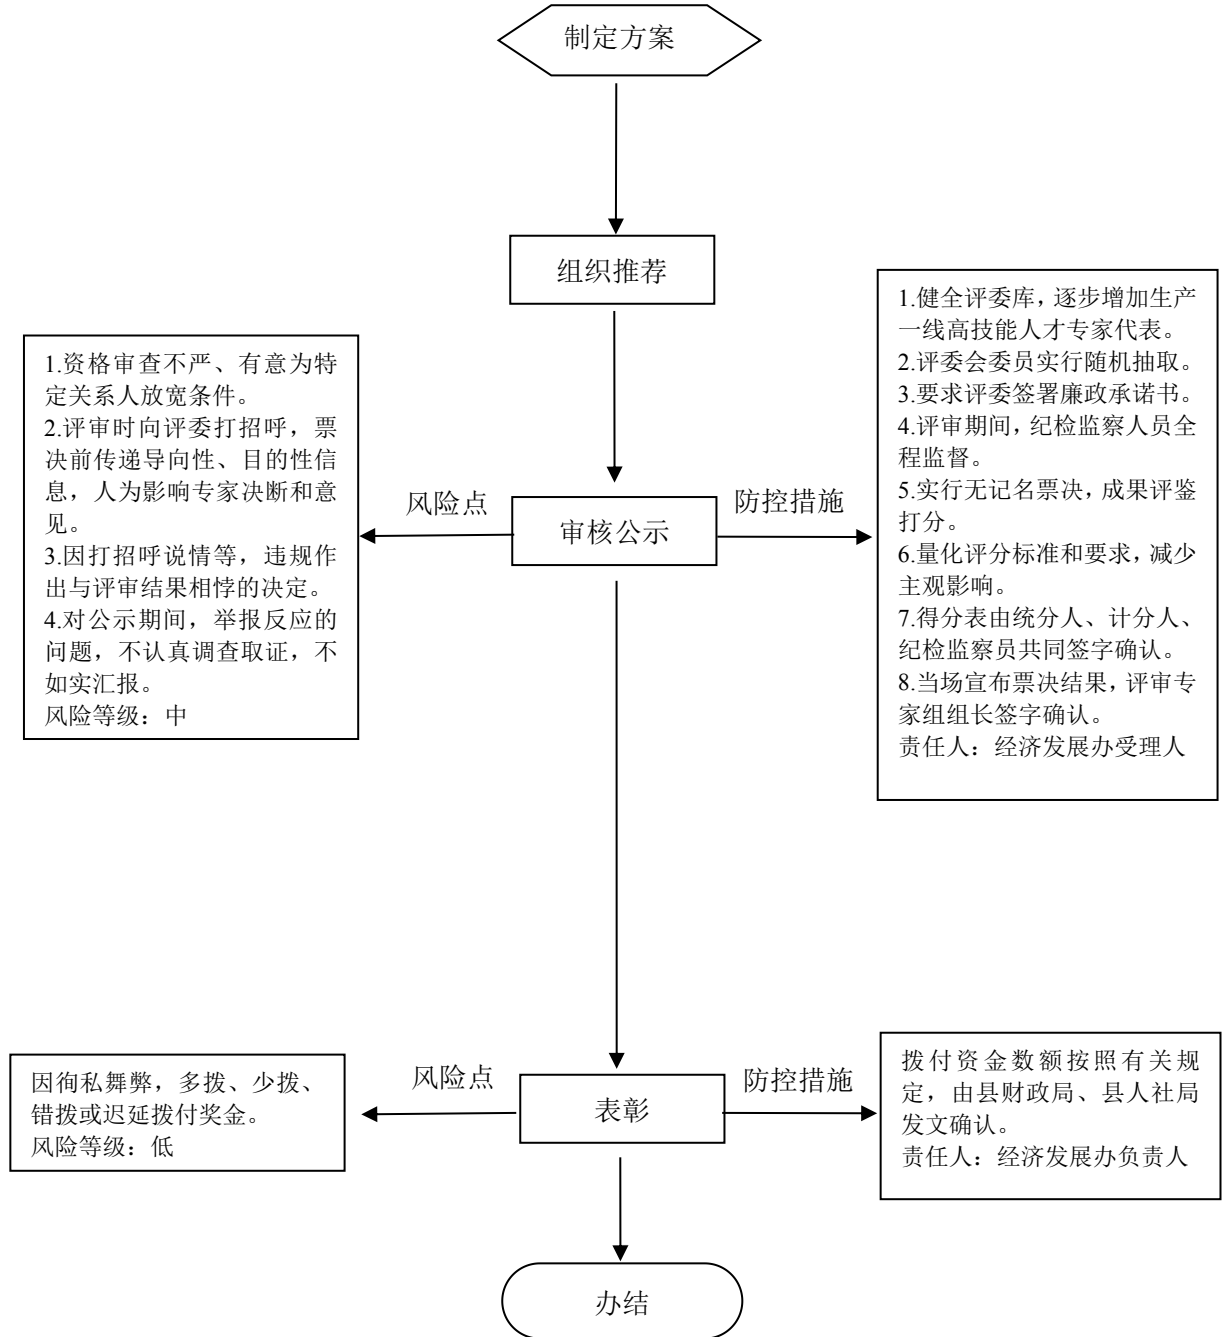 制定方案
组织推荐
1.资格审查不严、有意为特
定关系人放宽条件。
2.评审时向评委打招呼，票
决前传递导向性、目的性信
息，人为影响专家决断和意
见。
3.因打招呼说情等，违规作
出与评审结果相悖的决定。
4.对公示期间，举报反应的
问题，不认真调查取证，不
如实汇报。
风险等级：中
风险点
审核公示
防控措施
1.健全评委库，逐步增加生产
一线高技能人才专家代表。
2.评委会委员实行随机抽取。
3.要求评委签署廉政承诺书。
4.评审期间，纪检监察人员全
程监督。
5.实行无记名票决，成果评鉴
打分。
6.量化评分标准和要求，减少
主观影响。
7.得分表由统分人、计分人、
纪检监察员共同签字确认。
8.当场宣布票决结果，评审专
家组组长签字确认。
责任人：经济发展办受理人
因徇私舞弊，多拨、少拨、
错拨或迟延拨付奖金。
风险等级：低
风险点
表彰
防控措施
拨付资金数额按照有关规
定，由县财政局、县人社局
发文确认。
责任人：经济发展办负责人
办结